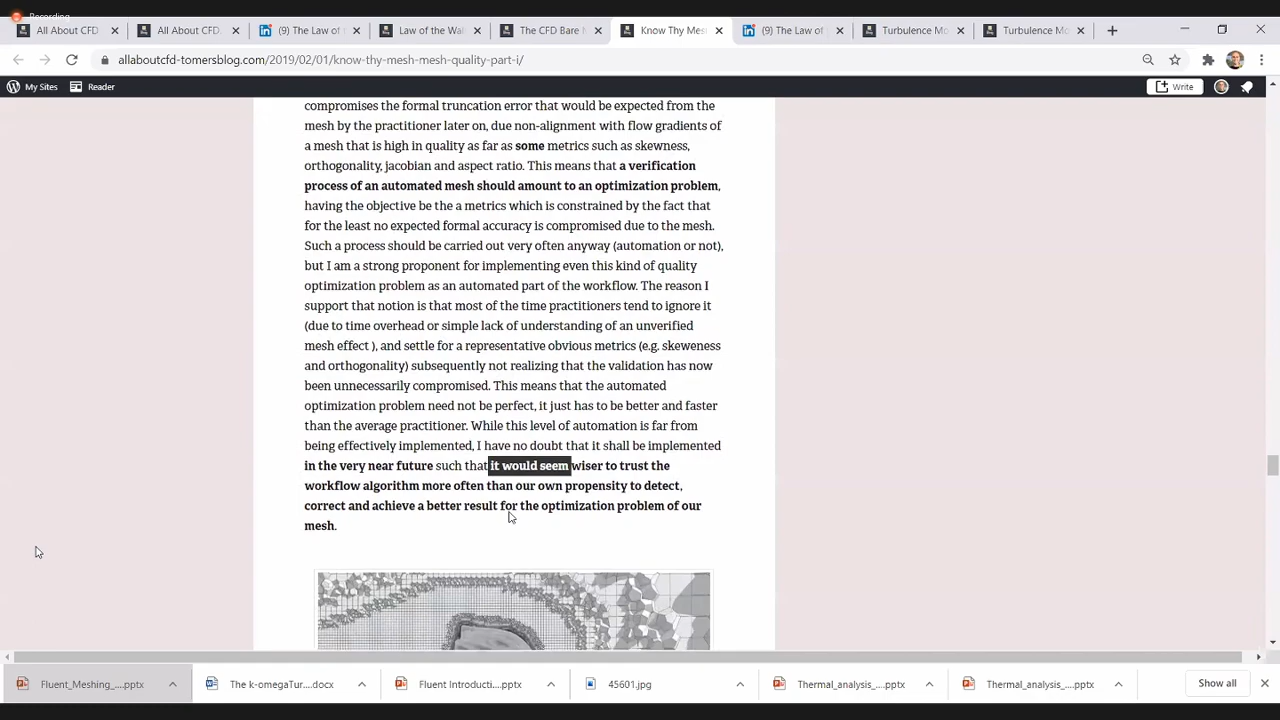 Recording
All About CFD
All About CFD.
(9) The Law of
Law of the Wal
The CFD Bare M
Know Thy Mes
(9) The Law of
Turbulence Mo
Turbulence Mo
allaboutcfd-tomersblog.com/2019/02/01/know-thy-mesh-mesh-quality-part-i/
My Sites
Reader
Write
compromises the formal truncation error that would be expected from the
mesh by the practitioner later on, due non-alignment with flow gradients of
a mesh that is high in quality as far as some metrics such as skewness,
orthogonality, jacobian and aspect ratio. This means that a verification
process of an automated mesh should amount to an optimization problem,
having the objective be the a metrics which is constrained by the fact that
for the least no expected formal accuracy is compromised due to the mesh.
Such a process should be carried out very often anyway (automation or not),
but I am a strong proponent for implementing even this kind of quality
optimization problem as an automated part of the workflow. The reason I
support that notion is that most of the time practitioners tend to ignore it
(due to time overhead or simple lack of understanding of an unverified
mesh effect ), and settle for a representative obvious metrics (e.g. skeweness
and orthogonality) subsequently not realizing that the validation has now
been unnecessarily compromised. This means that the automated
optimization problem need not be perfect, it just has to be better and faster
than the average practitioner. While this level of automation is far from
being effectively implemented, I have no doubt that it shall be implemented
in the very near future such that it would seem wiser to trust the
workflow algorithm more often than our own propensity to detect,
correct and achieve a better result for the optimization problem of our
mesh.
Fluent_Meshing_....pptx
The k-omegaTur....docx
Fluent Introducti....pptx
45601.jpg
Thermal_analysis_....pptx
Thermal_analysis_....pptx
Show all